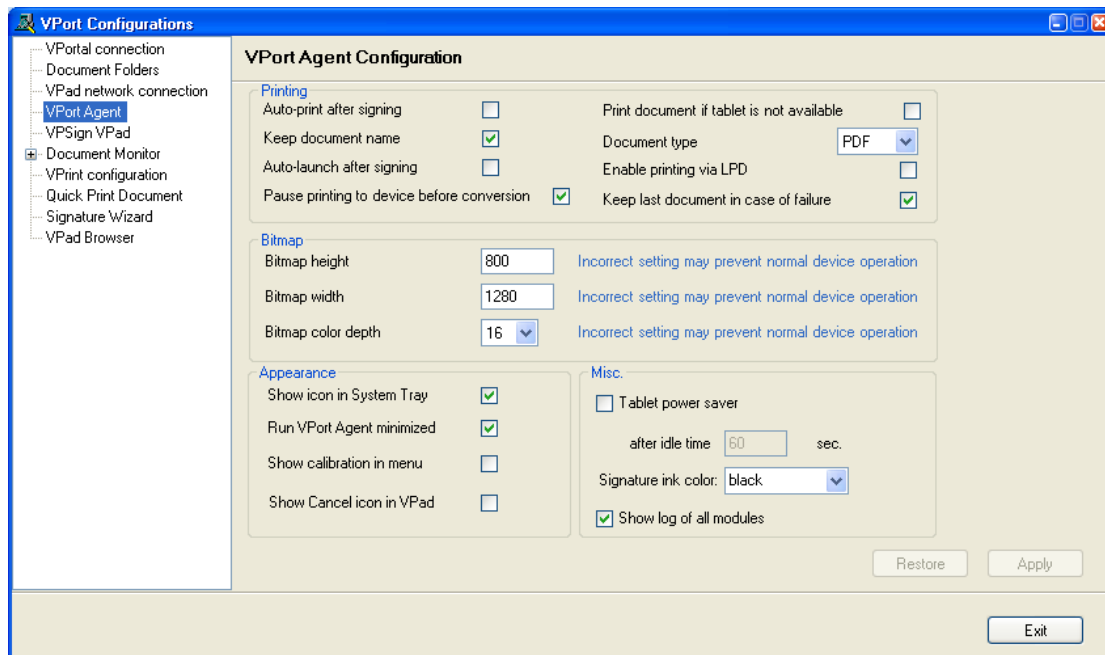 VPort Configurations
VPortal connection
Document Folders
VPad network connection
VPort Agent
VPSign VPad
Document Monitor
VPrint configuration
Quick Print Document
Signature Wizard
VPad Browser
VPort Agent Configuration
Printing
Auto-print after signing
Keep document name
Auto-launch after signing
Pause printing to device before conversion
Print document if tablet is not available
Document type PDF
Enable printing via LPD
Keep last document in case of failure
Bitmap
Bitmap height 800 Incorrect setting may prevent normal device operation
Bitmap width 1280 Incorrect setting may prevent normal device operation
Bitmap color depth 16 Incorrect setting may prevent normal device operation
Appearance
Show icon in System Tray
Run VPort Agent minimized
Show calibration in menu
Show Cancel icon in VPad
Misc.
Tablet power saver
after idle time 60 sec.
Signature ink color: black
Show log of all modules
Restore Apply
Exit